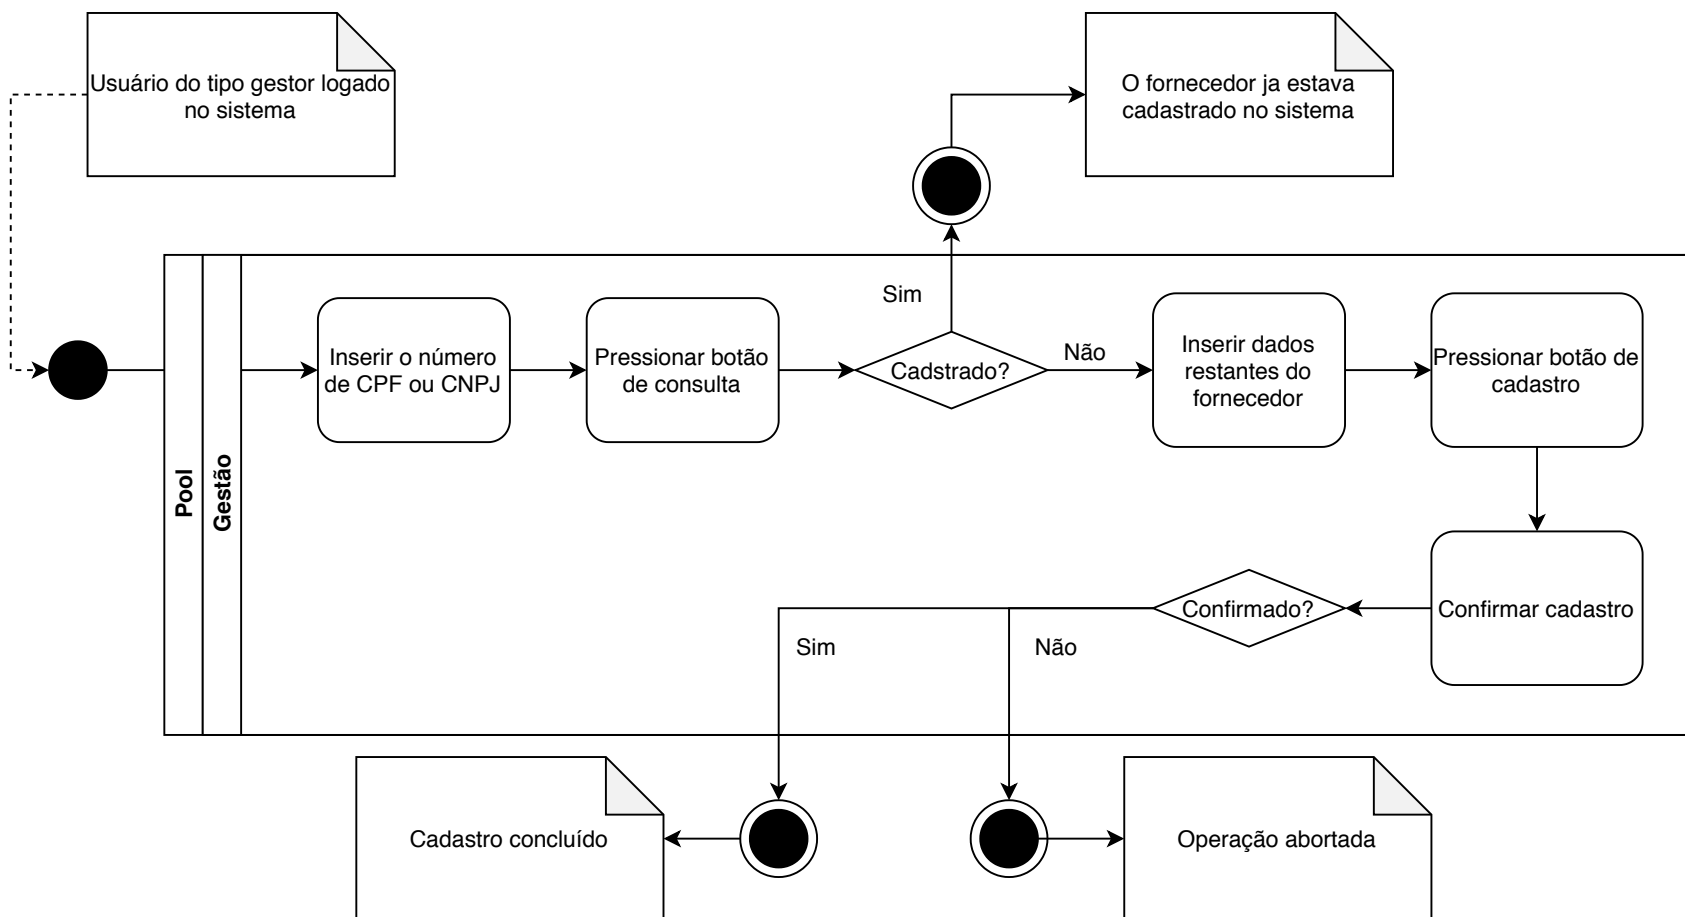 Usuário do tipo gestor logado
no sistema
O fornecedor ja estava
cadastrado no sistema
Pool
Gestão
Inserir o número
de CPF ou CNPJ
Pressionar botão
de consulta
Cadstrado?
Sim
Não
Inserir dados
restantes do
fornecedor
Pressionar botão de
cadastro
Confirmar cadastro
Confirmado?
Sim
Não
Cadastro concluído
Operação abortada